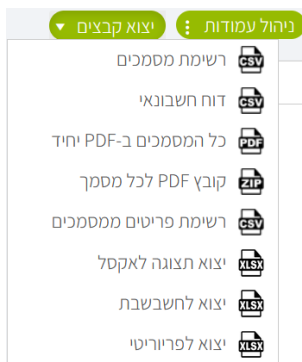 ניהול עמודות
יצוא קבצים
רשימת מסמכים CSV
דוח חשבונאי CSV
כל המסמכים ב-PDF יחיד PDF
קובץ PDF לכל מסמך ZIP
רשימת פריטים ממסמכים CSV
יצוא תצוגה לאקסל XLSX
יצוא לחשבשבת XLSX
יצוא לפריוריטי XLSX